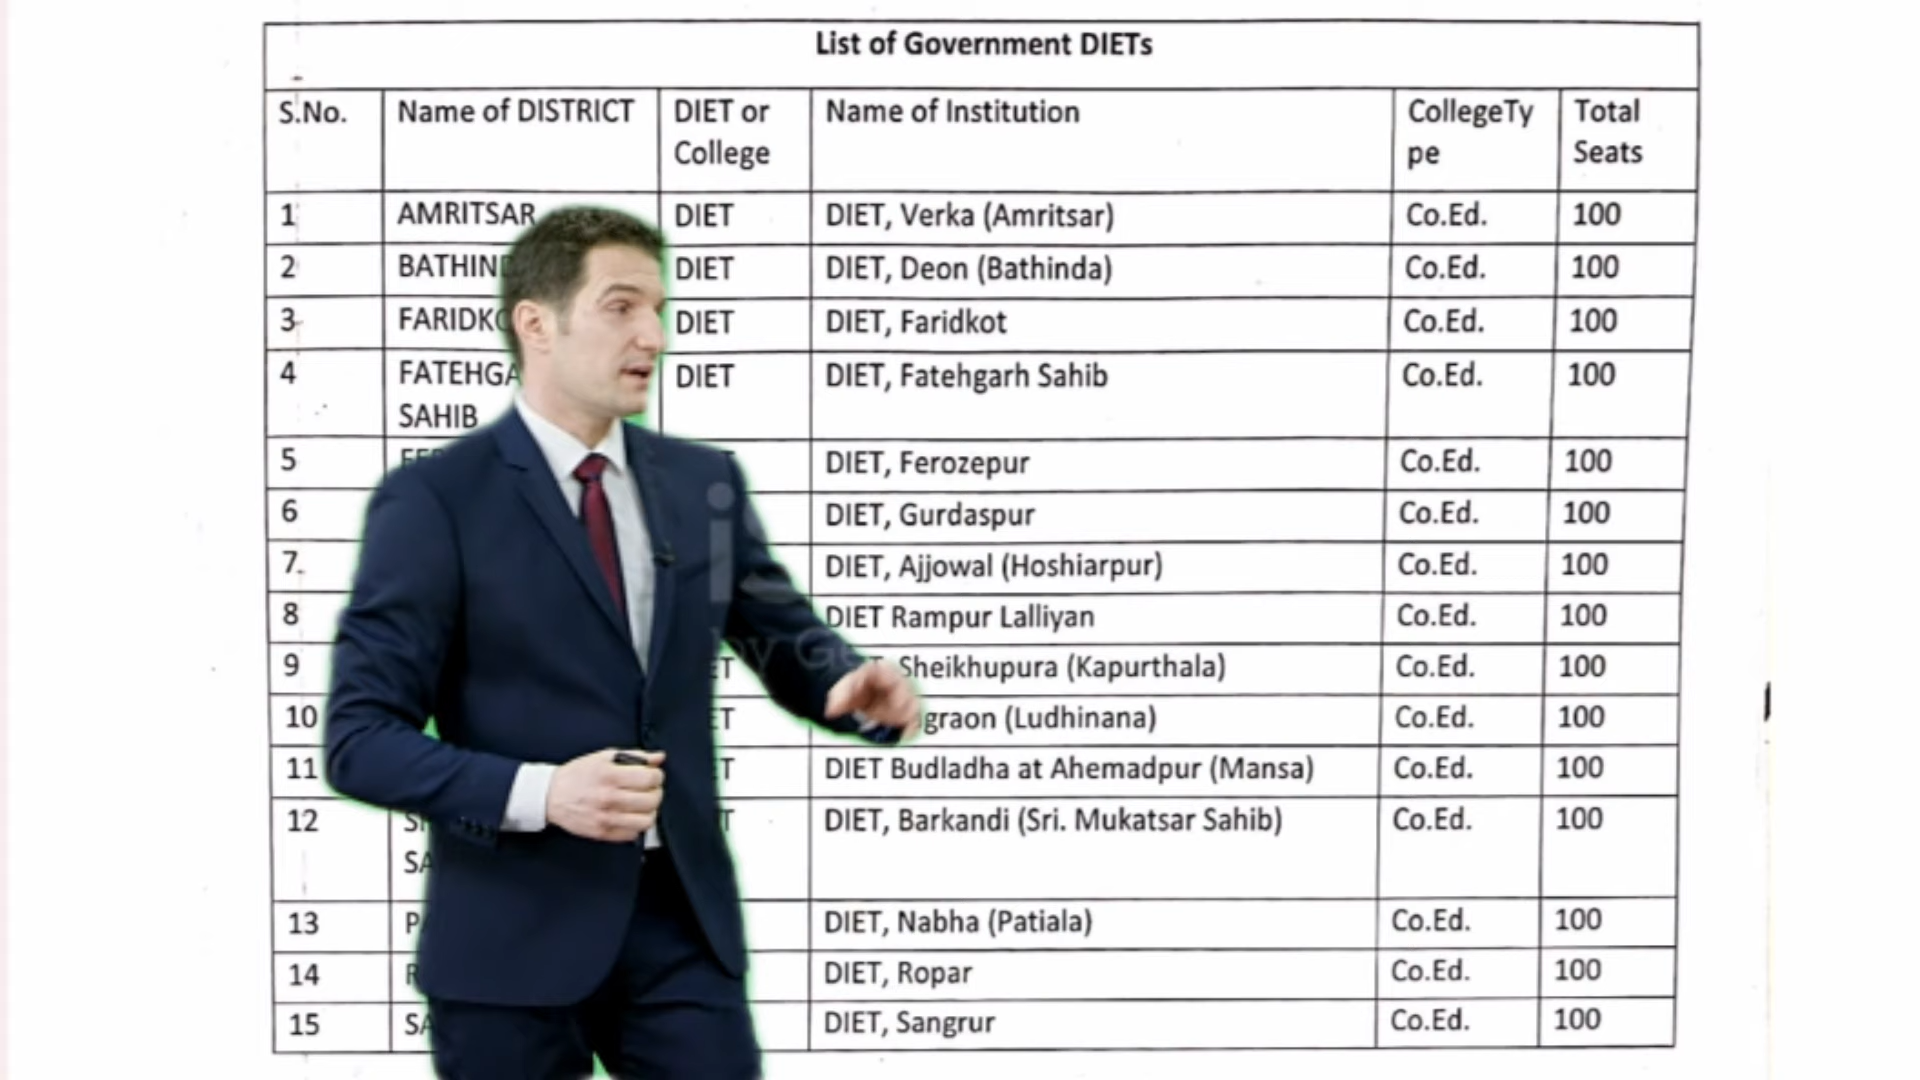 List of Government DIETs
S.No. Name of DISTRICT DIET or College Name of Institution CollegeType Total Seats
1 AMRITSAR DIET DIET, Verka (Amritsar) Co.Ed. 100
2 DIET DIET, Deon (Bathinda) Co.Ed. 100
3 DIET DIET, Faridkot Co.Ed. 100
4 SAHIB DIET DIET, Fatehgarh Sahib Co.Ed. 100
5 DIET, Ferozepur Co.Ed. 100
6 DIET, Gurdaspur Co.Ed. 100
7 DIET, Ajjowal (Hoshiarpur) Co.Ed. 100
8 DIET Rampur Lalliyan Co.Ed. 100
9 Sheikhupura (Kapurthala) Co.Ed. 100
10 (Ludhinana) Co.Ed. 100
11 DIET Budladha at Ahemadpur (Mansa) Co.Ed. 100
12 DIET, Barkandi (Sri. Mukatsar Sahib) Co.Ed. 100
13 DIET, Nabha (Patiala) Co.Ed. 100
14 DIET, Ropar Co.Ed. 100
15 DIET, Sangrur Co.Ed. 100